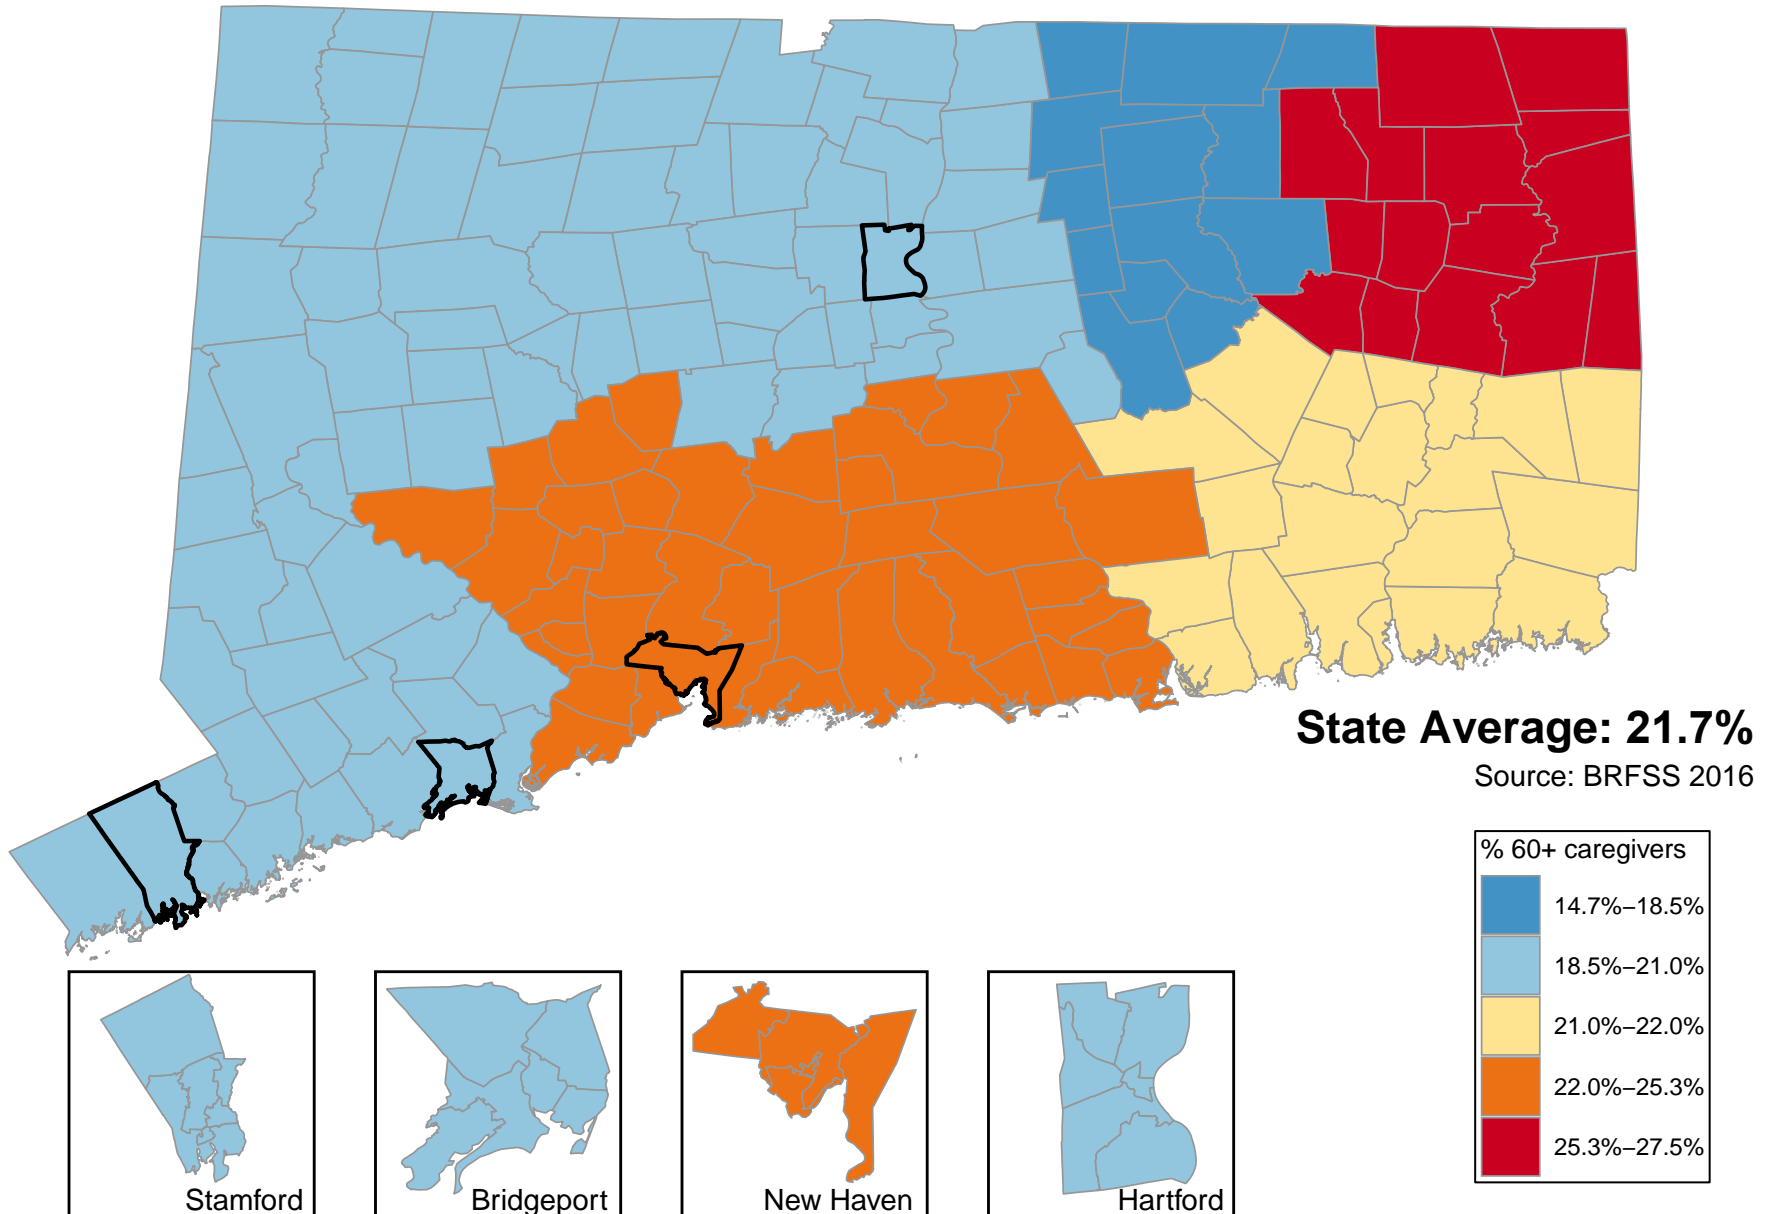 State Average: 21.7%
Source: BRFSS 2016
% 60+ caregivers
14.7%–18.5%
18.5%–21.0%
21.0%–22.0%
22.0%–25.3%
25.3%–27.5%
Stamford
Bridgeport
New Haven
Hartford